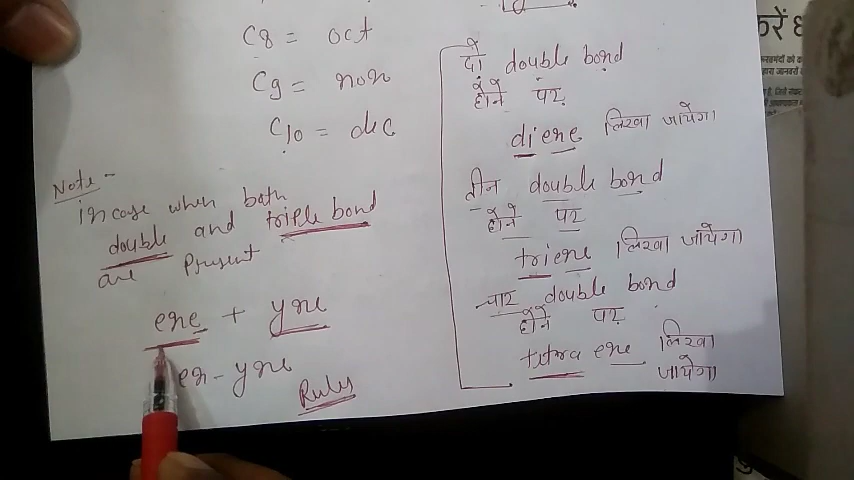 C8 = oct
C9 = non
C10 = dec
Note -
in case when both
double and triple bond
are present
ene + yne
en - yne
Rules
दो double bond
होने पर
diene लिखा जायेगा
तीन double bond
होने पर
triene लिखा जायेगा
चार double bond
होने पर
tetra ene लिखा
जायेगा